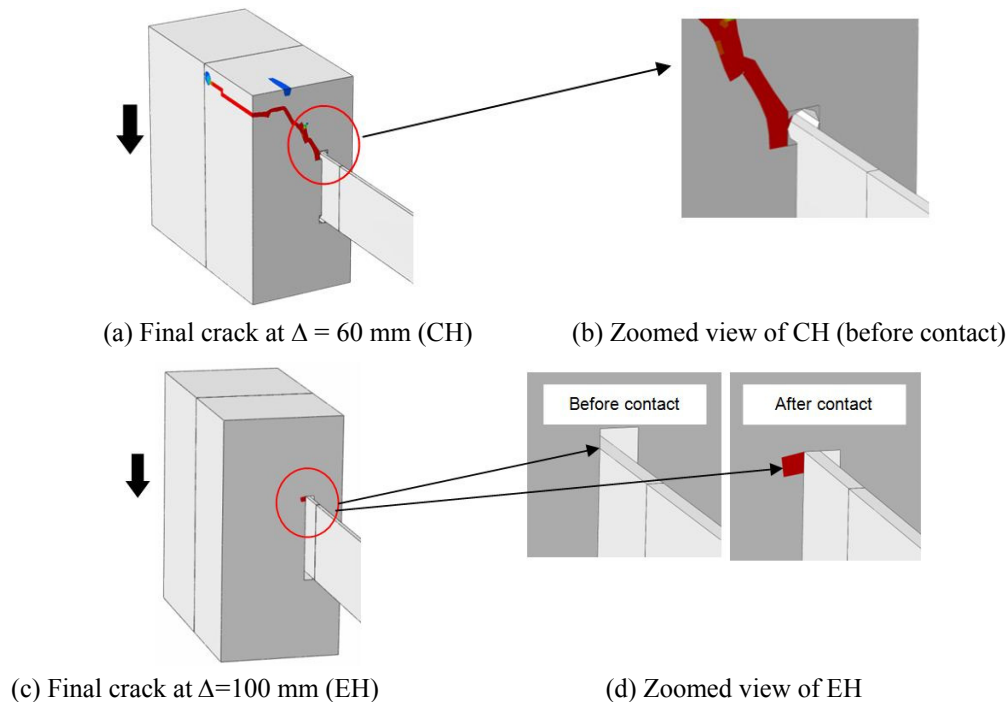 (a) Final crack at Δ = 60 mm (CH)
(b) Zoomed view of CH (before contact)
Before contact
After contact
(c) Final crack at Δ=100 mm (EH)
(d) Zoomed view of EH